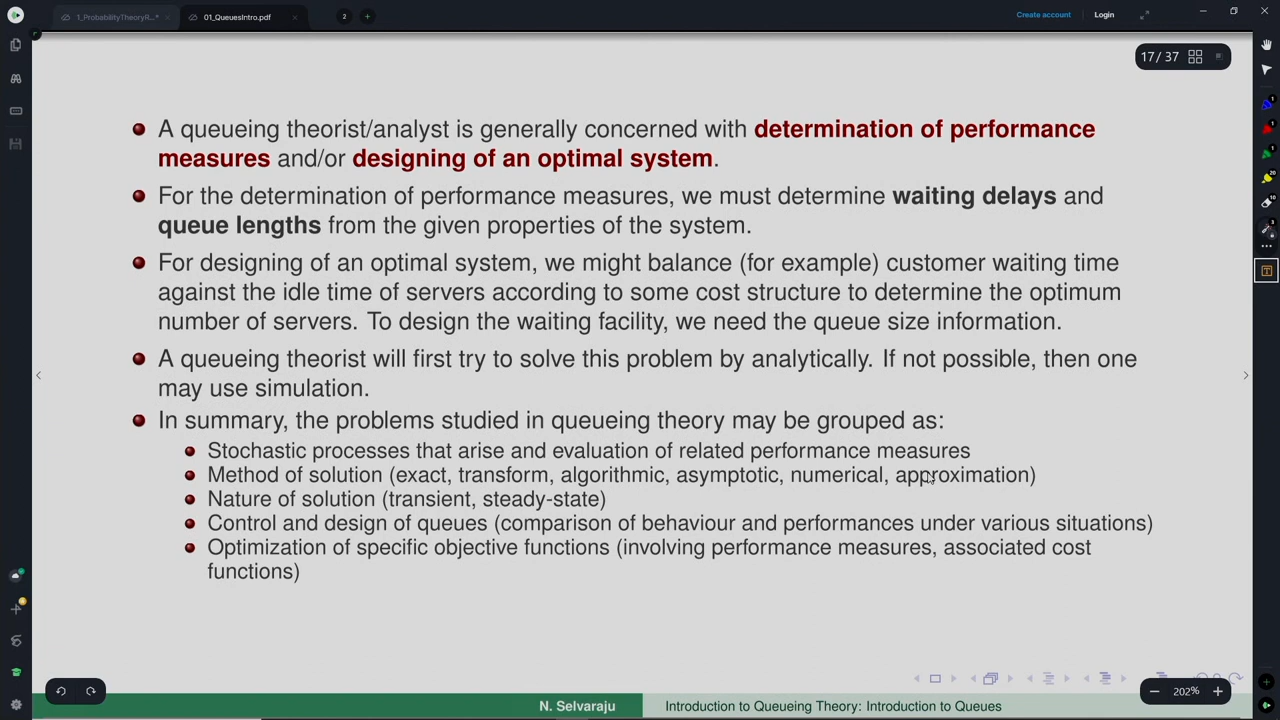 1_ProbabilityTheoryR...*
01_QueuesIntro.pdf
2
Create account
Login
17 / 37
A queueing theorist/analyst is generally concerned with determination of performance
measures and/or designing of an optimal system.
For the determination of performance measures, we must determine waiting delays and
queue lengths from the given properties of the system.
For designing of an optimal system, we might balance (for example) customer waiting time
against the idle time of servers according to some cost structure to determine the optimum
number of servers. To design the waiting facility, we need the queue size information.
A queueing theorist will first try to solve this problem by analytically. If not possible, then one
may use simulation.
In summary, the problems studied in queueing theory may be grouped as:
Stochastic processes that arise and evaluation of related performance measures
Method of solution (exact, transform, algorithmic, asymptotic, numerical, approximation)
Nature of solution (transient, steady-state)
Control and design of queues (comparison of behaviour and performances under various situations)
Optimization of specific objective functions (involving performance measures, associated cost
functions)
202%
N. Selvaraju
Introduction to Queueing Theory: Introduction to Queues